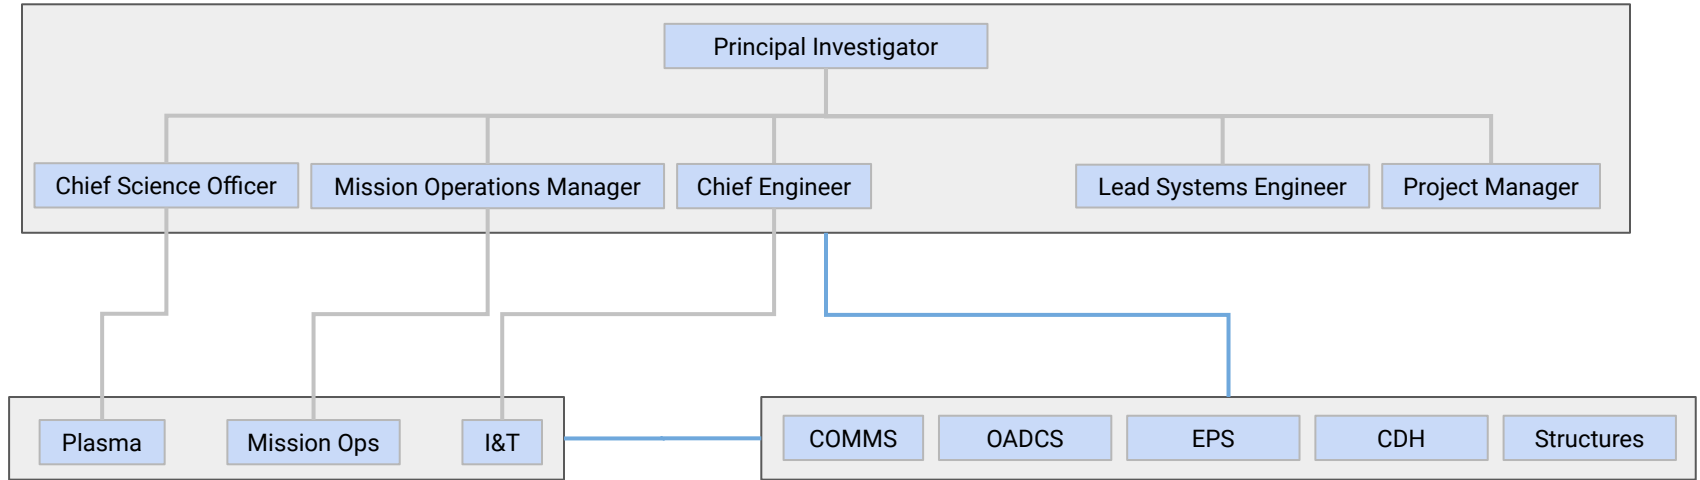 Principal Investigator
Chief Science Officer
Mission Operations Manager
Chief Engineer
Lead Systems Engineer
Project Manager
Plasma
Mission Ops
I&T
COMMS
OADCS
EPS
CDH
Structures